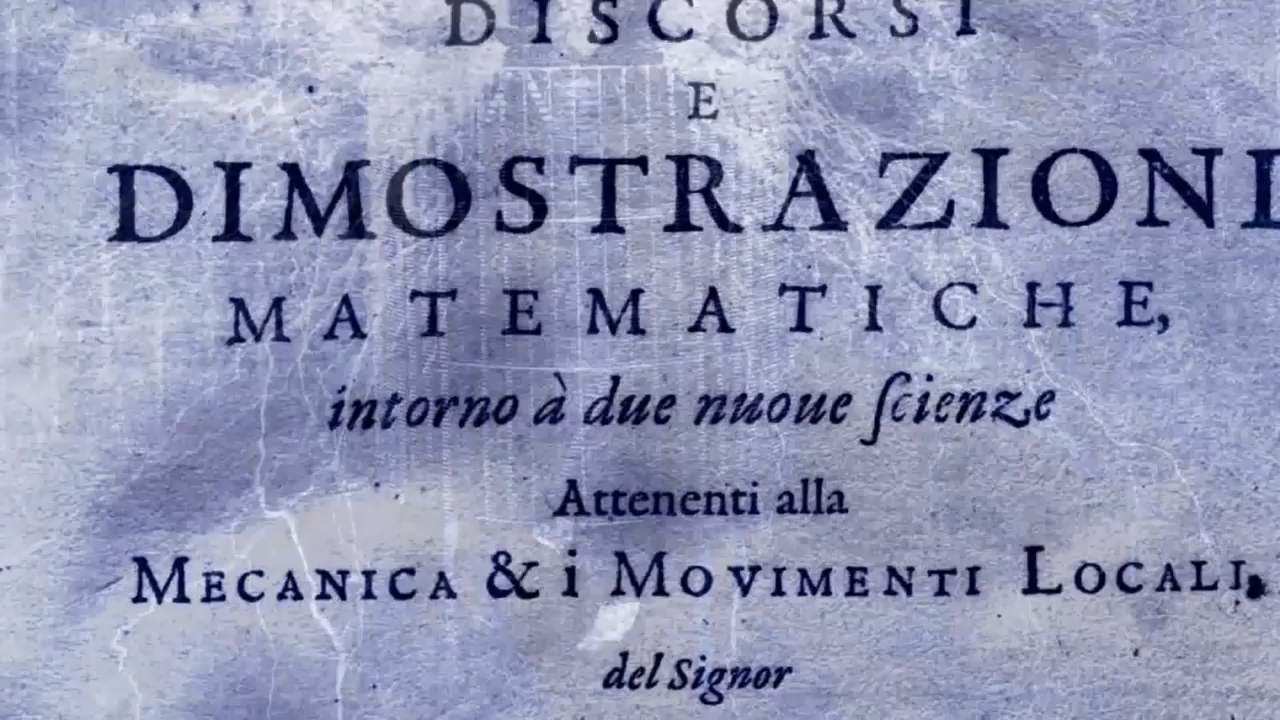 DISCORSI
E
DIMOSTRAZIONI
MATEMATICHE,
intorno à due nuoue ſcienze
Attenenti alla
MECANICA & i MOVIMENTI LOCALI,
del Signor